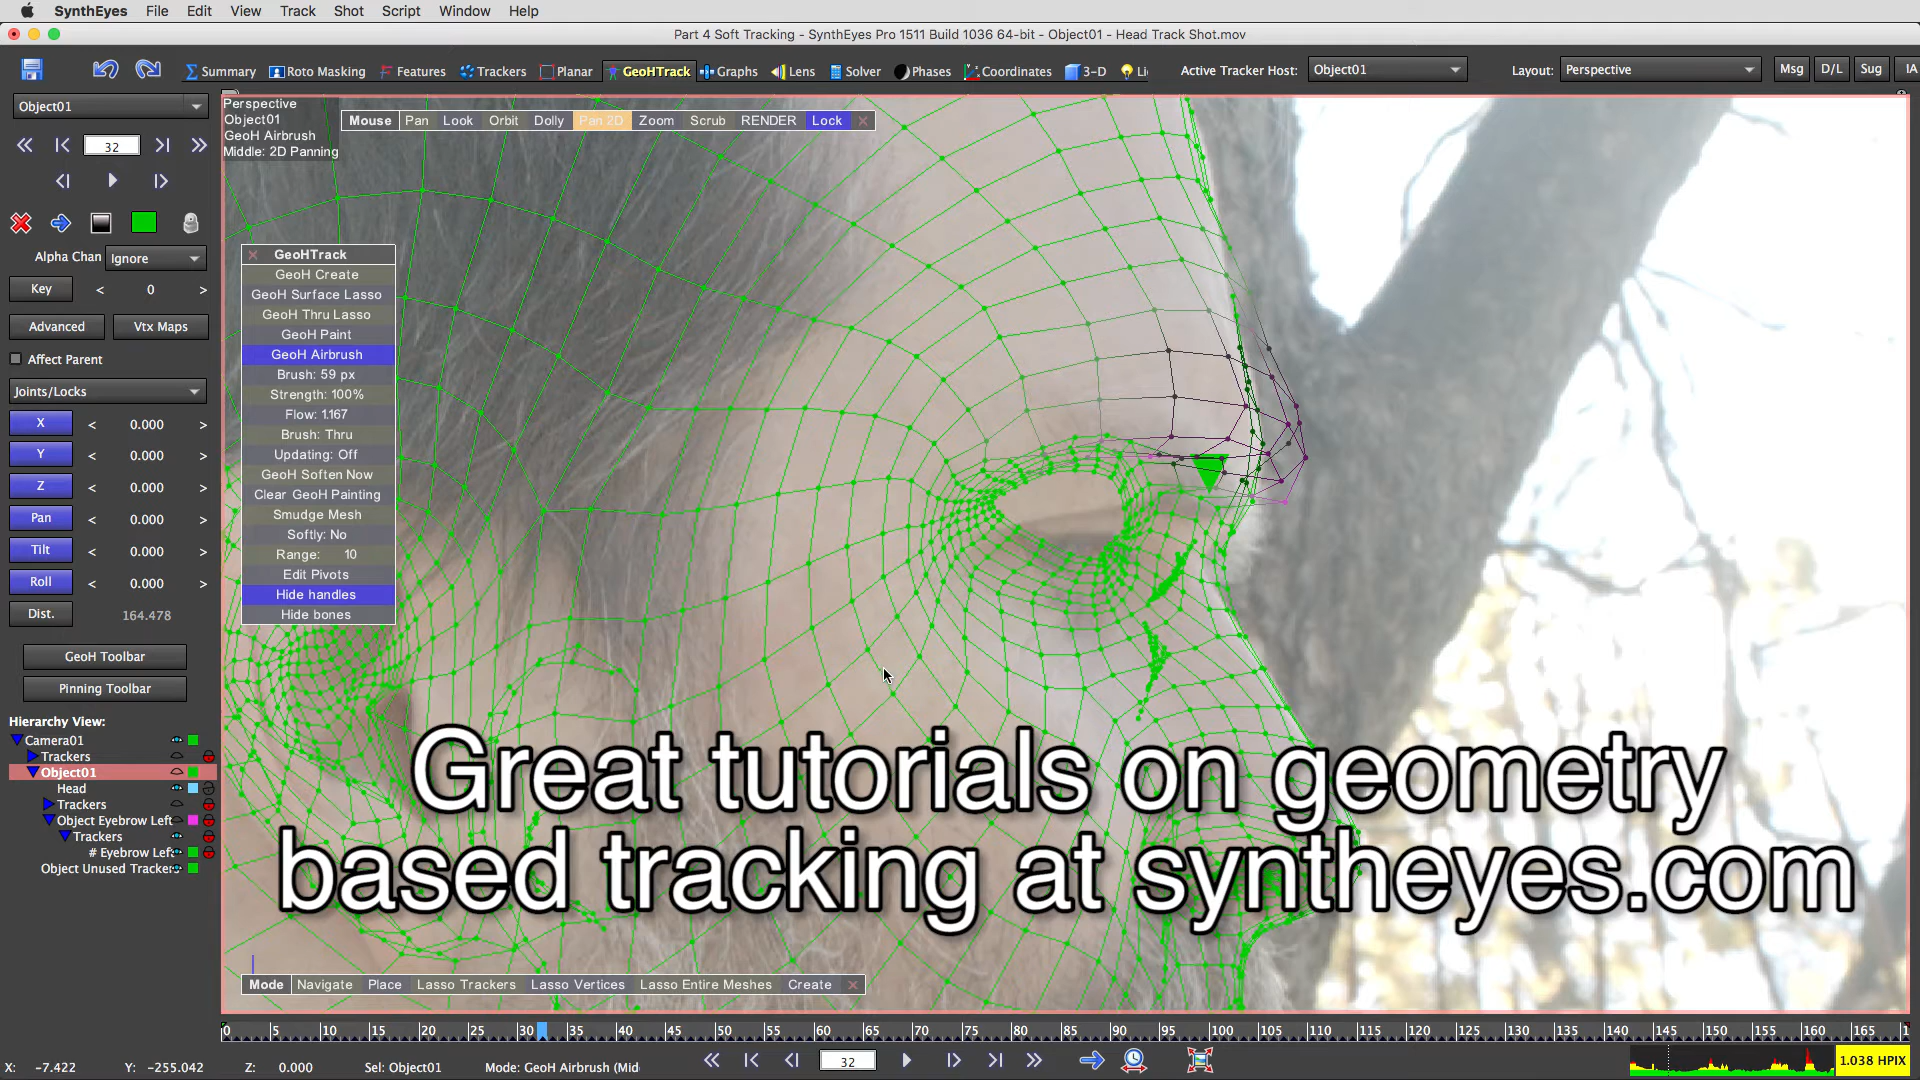 SynthEyes File Edit View Track Shot Script Window Help
Part 4 Soft Tracking - SynthEyes Pro 1511 Build 1036 64-bit - Object01 - Head Track Shot.mov
Summary Roto Masking Features Trackers Planar GeoHTrack Graphs Lens Solver Phases Coordinates 3-D Li Active Tracker Host: Object01 Layout: Perspective Msg D/L Sug IA
Object01
32
Alpha Chan Ignore
Key < 0 >
Advanced Vtx Maps
Affect Parent
Joints/Locks
X < 0.000 >
Y < 0.000 >
Z < 0.000 >
Pan < 0.000 >
Tilt < 0.000 >
Roll < 0.000 >
Dist. 164.478
GeoH Toolbar
Pinning Toolbar
Hierarchy View:
Camera01
Trackers
Object01
Head
Trackers
Object Eyebrow Left
Trackers
# Eyebrow Lef
Object Unused Trackers
Perspective
Object01
GeoH Airbrush
Middle: 2D Panning
Mouse Pan Look Orbit Dolly Pan 2D Zoom Scrub RENDER Lock
GeoHTrack
GeoH Create
GeoH Surface Lasso
GeoH Thru Lasso
GeoH Paint
GeoH Airbrush
Brush: 59 px
Strength: 100%
Flow: 1.167
Brush: Thru
Updating: Off
GeoH Soften Now
Clear GeoH Painting
Smudge Mesh
Softly: No
Range: 10
Edit Pivots
Hide handles
Hide bones
Great tutorials on geometry
based tracking at syntheyes.com
Mode Navigate Place Lasso Trackers Lasso Vertices Lasso Entire Meshes Create
0 5 10 15 20 25 30 35 40 45 50 55 60 65 70 75 80 85 90 95 100 105 110 115 120 125 130 135 140 145 150 155 160 165
X: -7.422 Y: -255.042 Z: 0.000 Sel: Object01 Mode: GeoH Airbrush (Mid 32 1.038 HPIX